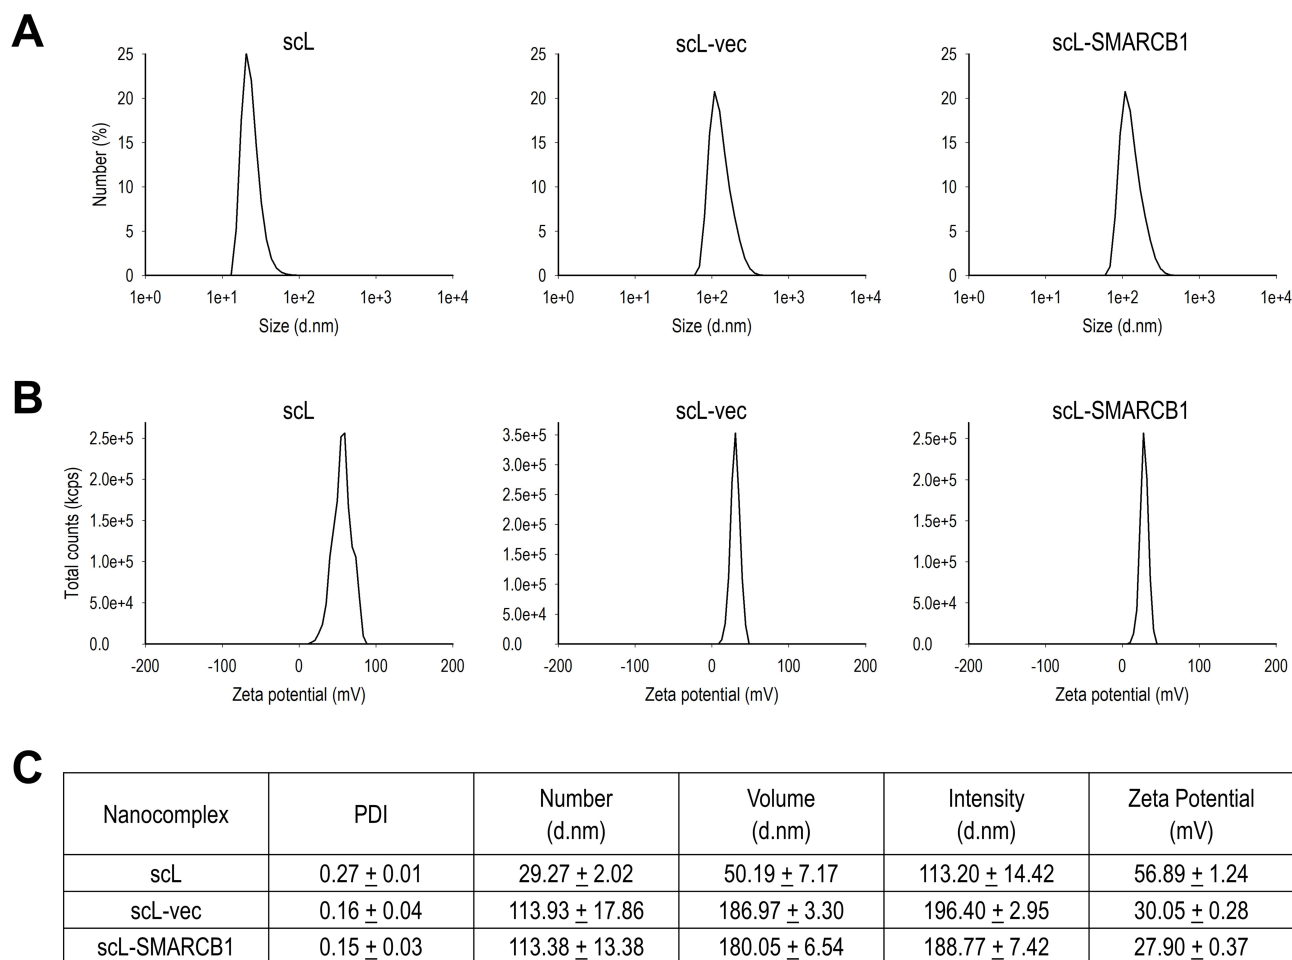 A
scL
scL-vec
scL-SMARCB1
25
20
15
10
5
0
Number (%)
1e+0 1e+1 1e+2 1e+3 1e+4
Size (d.nm)
25
20
15
10
5
0
1e+0 1e+1 1e+2 1e+3 1e+4
Size (d.nm)
25
20
15
10
5
0
1e+0 1e+1 1e+2 1e+3 1e+4
Size (d.nm)
B
scL
scL-vec
scL-SMARCB1
2.5e+5
2.0e+5
1.5e+5
1.0e+5
5.0e+4
0.0
Total counts (kcps)
-200 -100 0 100 200
Zeta potential (mV)
3.5e+5
3.0e+5
2.5e+5
2.0e+5
1.5e+5
1.0e+5
5.0e+4
0.0
-200 -100 0 100 200
Zeta potential (mV)
2.5e+5
2.0e+5
1.5e+5
1.0e+5
5.0e+4
0.0
-200 -100 0 100 200
Zeta potential (mV)
C
Nanocomplex PDI Number (d.nm) Volume (d.nm) Intensity (d.nm) Zeta Potential (mV)
scL 0.27 ± 0.01 29.27 ± 2.02 50.19 ± 7.17 113.20 ± 14.42 56.89 ± 1.24
scL-vec 0.16 ± 0.04 113.93 ± 17.86 186.97 ± 3.30 196.40 ± 2.95 30.05 ± 0.28
scL-SMARCB1 0.15 ± 0.03 113.38 ± 13.38 180.05 ± 6.54 188.77 ± 7.42 27.90 ± 0.37